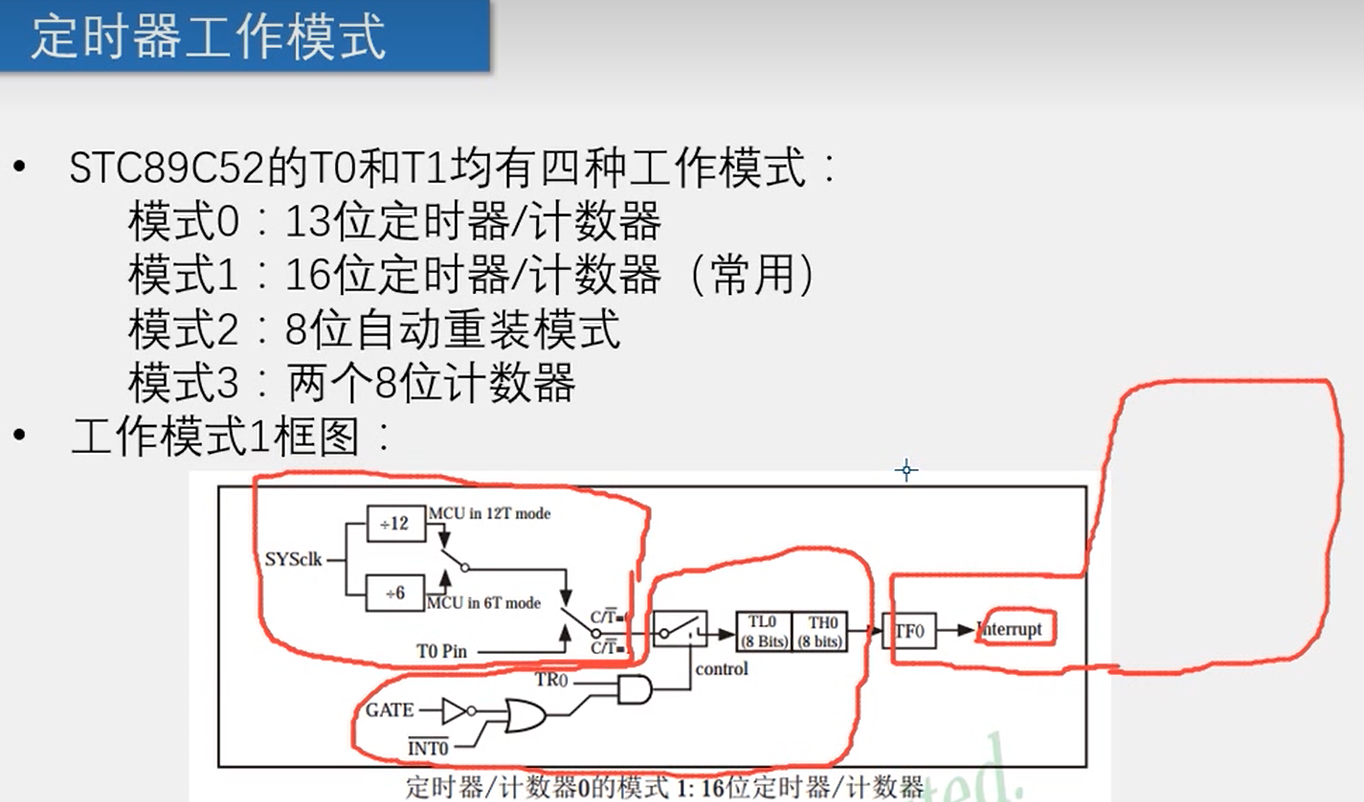 定时器工作模式
• STC89C52的T0和T1均有四种工作模式：
模式0：13位定时器/计数器
模式1：16位定时器/计数器（常用）
模式2：8位自动重装模式
模式3：两个8位计数器
• 工作模式1框图：
÷12
MCU in 12T mode
SYSclk
÷6
MCU in 6T mode
C/T̅=
T0 Pin
C/T̅=
TL0
(8 Bits)
TH0
(8 bits)
TF0
Interrupt
control
TR0
GATE
I̅N̅T̅0̅
定时器/计数器0的模式 1: 16位定时器/计数器